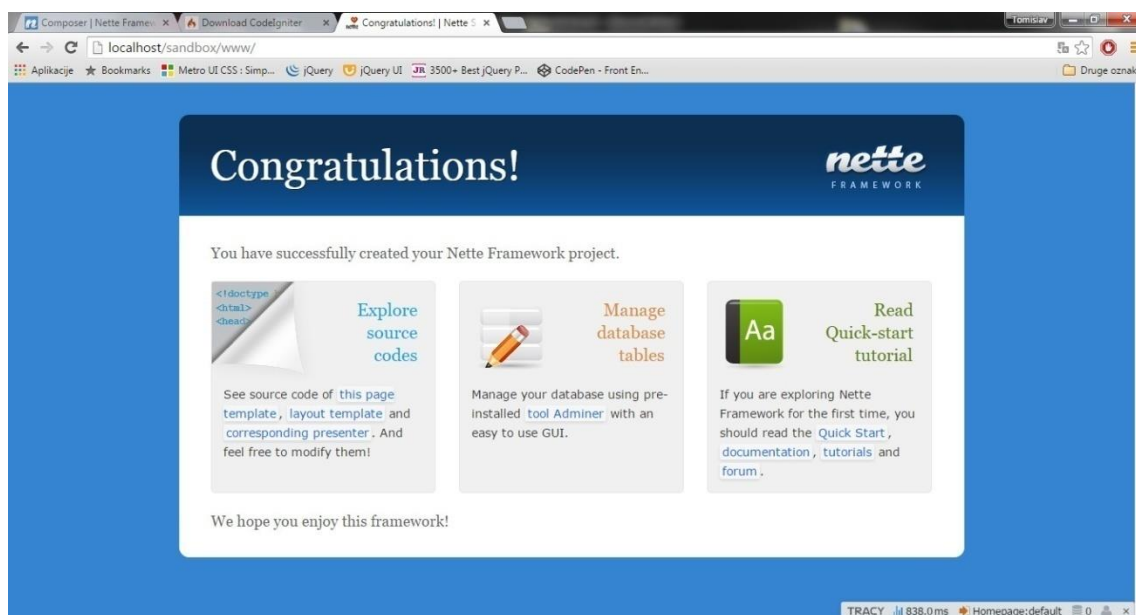 Composer | Nette Framew
Download CodeIgniter
Congratulations! | Nette S
Tomislav
localhost/sandbox/www/
Aplikacije
Bookmarks
Metro UI CSS : Simp...
jQuery
jQuery UI
JR 3500+ Best jQuery P...
CodePen - Front En...
Druge oznak
Congratulations!
nette
FRAMEWORK
You have successfully created your Nette Framework project.
<!doctype
<html>
<head>
Explore
source
codes
See source code of this page
template, layout template and
corresponding presenter. And
feel free to modify them!
Manage
database
tables
Manage your database using pre-
installed tool Adminer with an
easy to use GUI.
Aa
Read
Quick-start
tutorial
If you are exploring Nette
Framework for the first time, you
should read the Quick Start,
documentation, tutorials and
forum.
We hope you enjoy this framework!
TRACY 838.0 ms Homepage:default 0